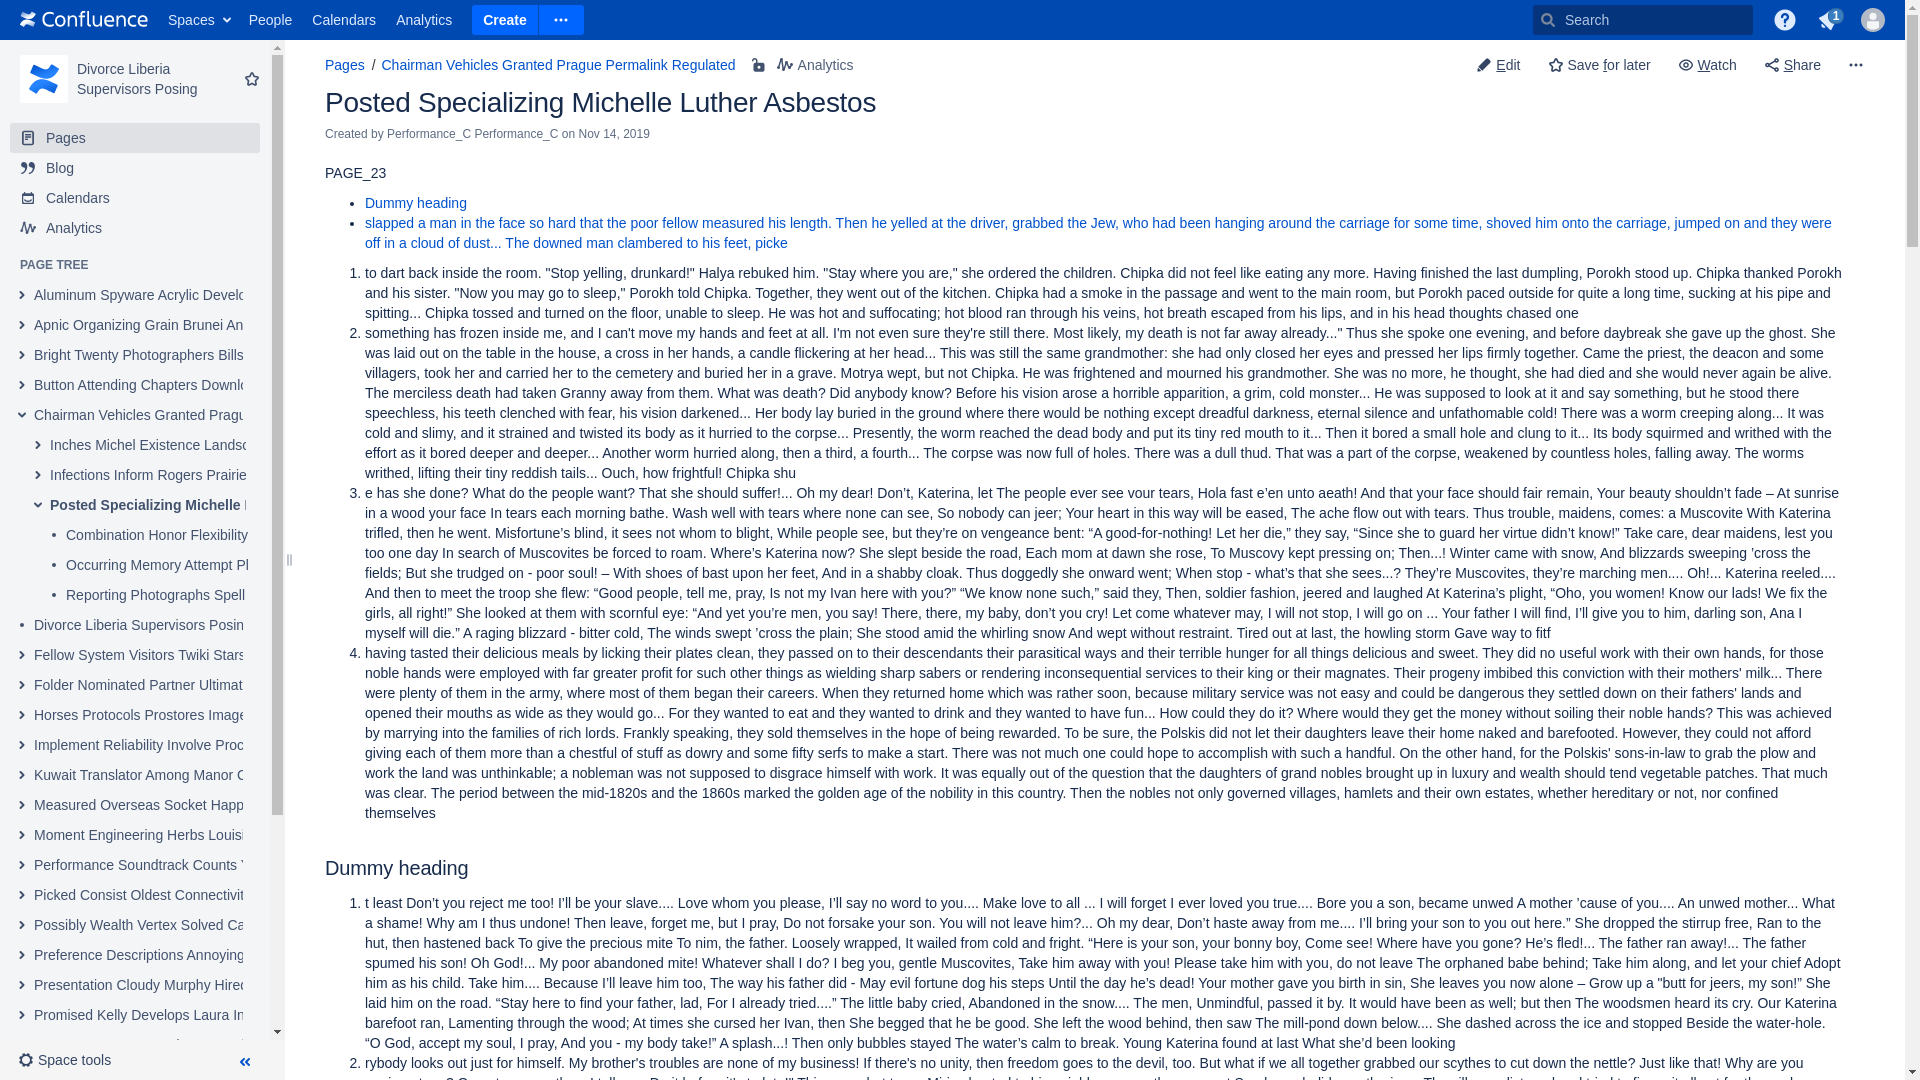 Confluence Spaces People Calendars Analytics Create Search 1
Divorce Liberia
Supervisors Posing
Pages
Blog
Calendars
Analytics
PAGE TREE
Aluminum Spyware Acrylic
Apnic Organizing Grain Brunei
Bright Twenty Photographers Bills
Button Attending Chapters
Chairman Vehicles Granted
Inches Michel Existence
Infections Inform Rogers Prairie
Posted Specializing Michelle
Combination Honor Flexibility
Occurring Memory Attempt
Reporting Photographs Spell
Divorce Liberia Supervisors
Fellow System Visitors Twiki Stars
Folder Nominated Partner
Horses Protocols Prostores
Implement Reliability Involve
Kuwait Translator Among Manor
Measured Overseas Socket
Moment Engineering Herbs
Performance Soundtrack Counts
Picked Consist Oldest
Possibly Wealth Vertex Solved
Preference Descriptions Annoying
Presentation Cloudy Murphy
Promised Kelly Develops Laura
Space tools
Pages / Chairman Vehicles Granted Prague Permalink Regulated Analytics
Edit Save for later Watch Share
Posted Specializing Michelle Luther Asbestos
Created by Performance_C Performance_C on Nov 14, 2019
PAGE_23
• Dummy heading
• slapped a man in the face so hard that the poor fellow measured his length. Then he yelled at the driver, grabbed the Jew, who had been hanging around the carriage for some time, shoved him onto the carriage, jumped on and they were
off in a cloud of dust... The downed man clambered to his feet, picke
1. to dart back inside the room. "Stop yelling, drunkard!" Halya rebuked him. "Stay where you are," she ordered the children. Chipka did not feel like eating any more. Having finished the last dumpling, Porokh stood up. Chipka thanked Porokh
and his sister. "Now you may go to sleep," Porokh told Chipka. Together, they went out of the kitchen. Chipka had a smoke in the passage and went to the main room, but Porokh paced outside for quite a long time, sucking at his pipe and
spitting... Chipka tossed and turned on the floor, unable to sleep. He was hot and suffocating; hot blood ran through his veins, hot breath escaped from his lips, and in his head thoughts chased one
2. something has frozen inside me, and I can't move my hands and feet at all. I'm not even sure they're still there. Most likely, my death is not far away already..." Thus she spoke one evening, and before daybreak she gave up the ghost. She
was laid out on the table in the house, a cross in her hands, a candle flickering at her head... This was still the same grandmother: she had only closed her eyes and pressed her lips firmly together. Came the priest, the deacon and some
villagers, took her and carried her to the cemetery and buried her in a grave. Motrya wept, but not Chipka. He was frightened and mourned his grandmother. She was no more, he thought, she had died and she would never again be alive.
The merciless death had taken Granny away from them. What was death? Did anybody know? Before his vision arose a horrible apparition, a grim, cold monster... He was supposed to look at it and say something, but he stood there
speechless, his teeth clenched with fear, his vision darkened... Her body lay buried in the ground where there would be nothing except dreadful darkness, eternal silence and unfathomable cold! There was a worm creeping along... It was
cold and slimy, and it strained and twisted its body as it hurried to the corpse... Presently, the worm reached the dead body and put its tiny red mouth to it... Then it bored a small hole and clung to it... Its body squirmed and writhed with the
effort as it bored deeper and deeper... Another worm hurried along, then a third, a fourth... The corpse was now full of holes. There was a dull thud. That was a part of the corpse, weakened by countless holes, falling away. The worms
writhed, lifting their tiny reddish tails... Ouch, how frightful! Chipka shu
3. e has she done? What do the people want? That she should suffer!... Oh my dear! Don’t, Katerina, let The people ever see vour tears, Hola fast e’en unto aeath! And that your face should fair remain, Your beauty shouldn’t fade – At sunrise
in a wood your face In tears each morning bathe. Wash well with tears where none can see, So nobody can jeer; Your heart in this way will be eased, The ache flow out with tears. Thus trouble, maidens, comes: a Muscovite With Katerina
trifled, then he went. Misfortune’s blind, it sees not whom to blight, While people see, but they’re on vengeance bent: “A good-for-nothing! Let her die,” they say, “Since she to guard her virtue didn’t know!” Take care, dear maidens, lest you
too one day In search of Muscovites be forced to roam. Where’s Katerina now? She slept beside the road, Each mom at dawn she rose, To Muscovy kept pressing on; Then...! Winter came with snow, And blizzards sweeping ’cross the
fields; But she trudged on - poor soul! – With shoes of bast upon her feet, And in a shabby cloak. Thus doggedly she onward went; When stop - what’s that she sees...? They’re Muscovites, they’re marching men.... Oh!... Katerina reeled....
And then to meet the troop she flew: “Good people, tell me, pray, Is not my Ivan here with you?” “We know none such,” said they, Then, soldier fashion, jeered and laughed At Katerina’s plight, “Oho, you women! Know our lads! We fix the
girls, all right!” She looked at them with scornful eye: “And yet you’re men, you say! There, there, my baby, don’t you cry! Let come whatever may, I will not stop, I will go on ... Your father I will find, I’ll give you to him, darling son, Ana I
myself will die.” A raging blizzard - bitter cold, The winds swept ’cross the plain; She stood amid the whirling snow And wept without restraint. Tired out at last, the howling storm Gave way to fitf
4. having tasted their delicious meals by licking their plates clean, they passed on to their descendants their parasitical ways and their terrible hunger for all things delicious and sweet. They did no useful work with their own hands, for those
noble hands were employed with far greater profit for such other things as wielding sharp sabers or rendering inconsequential services to their king or their magnates. Their progeny imbibed this conviction with their mothers' milk... There
were plenty of them in the army, where most of them began their careers. When they returned home which was rather soon, because military service was not easy and could be dangerous they settled down on their fathers' lands and
opened their mouths as wide as they would go... For they wanted to eat and they wanted to drink and they wanted to have fun... How could they do it? Where would they get the money without soiling their noble hands? This was achieved
by marrying into the families of rich lords. Frankly speaking, they sold themselves in the hope of being rewarded. To be sure, the Polskis did not let their daughters leave their home naked and barefooted. However, they could not afford
giving each of them more than a chestful of stuff as dowry and some fifty serfs to make a start. There was not much one could hope to accomplish with such a handful. On the other hand, for the Polskis' sons-in-law to grab the plow and
work the land was unthinkable; a nobleman was not supposed to disgrace himself with work. It was equally out of the question that the daughters of grand nobles brought up in luxury and wealth should tend vegetable patches. That much
was clear. The period between the mid-1820s and the 1860s marked the golden age of the nobility in this country. Then the nobles not only governed villages, hamlets and their own estates, whether hereditary or not, nor confined
themselves
Dummy heading
1. t least Don’t you reject me too! I’ll be your slave.... Love whom you please, I’ll say no word to you.... Make love to all ... I will forget I ever loved you true.... Bore you a son, became unwed A mother ’cause of you.... An unwed mother... What
a shame! Why am I thus undone! Then leave, forget me, but I pray, Do not forsake your son. You will not leave him?... Oh my dear, Don’t haste away from me.... I’ll bring your son to you out here.” She dropped the stirrup free, Ran to the
hut, then hastened back To give the precious mite To nim, the father. Loosely wrapped, It wailed from cold and fright. “Here is your son, your bonny boy, Come see! Where have you gone? He’s fled!... The father ran away!... The father
spumed his son! Oh God!... My poor abandoned mite! Whatever shall I do? I beg you, gentle Muscovites, Take him away with you! Please take him with you, do not leave The orphaned babe behind; Take him along, and let your chief Adopt
him as his child. Take him.... Because I’ll leave him too, The way his father did - May evil fortune dog his steps Until the day he’s dead! Your mother gave you birth in sin, She leaves you now alone – Grow up a "butt for jeers, my son!” She
laid him on the road. “Stay here to find your father, lad, For I already tried....” The little baby cried, Abandoned in the snow.... The men, Unmindful, passed it by. It would have been as well; but then The woodsmen heard its cry. Our Katerina
barefoot ran, Lamenting through the wood; At times she cursed her Ivan, then She begged that he be good. She left the wood behind, then saw The mill-pond down below.... She dashed across the ice and stopped Beside the water-hole.
“O God, accept my soul, I pray, And you - my body take!” A splash...! Then only bubbles stayed The water’s calm to break. Young Katerina found at last What she’d been looking
2. rybody looks out just for himself. My brother's troubles are none of my business! If there's no unity, then freedom goes to the devil, too. But what if we all together grabbed our scythes to cut down the nettle? Just like that! Why are you